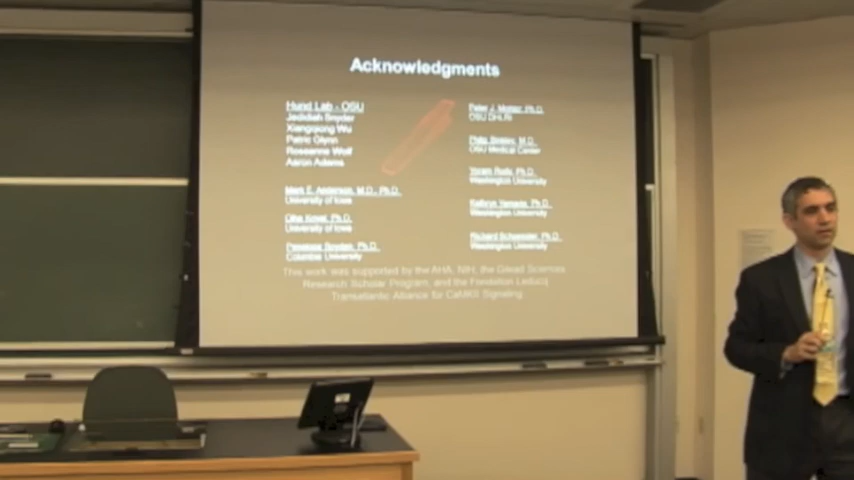 Acknowledgments
Hund Lab - OSU
Jedidiah Snyder
Xiangqiong Wu
Patric Glynn
Roseanne Wolf
Aaron Adams
Mark E. Anderson, M.D., Ph.D.
University of Iowa
Olha Koval, Ph.D.
University of Iowa
Penelope Boyden, Ph.D.
Columbia University
Peter J. Mohler, Ph.D.
OSU DHLRI
Philip Binkley, M.D.
OSU Medical Center
Yoram Rudy, Ph.D.
Washington University
Kathryn Yamada, Ph.D.
Washington University
Richard Schuessler, Ph.D.
Washington University
This work was supported by the AHA, NIH, the Gilead Sciences
Research Scholar Program, and the Fondation Leducq
Transatlantic Alliance for CaMKII Signaling